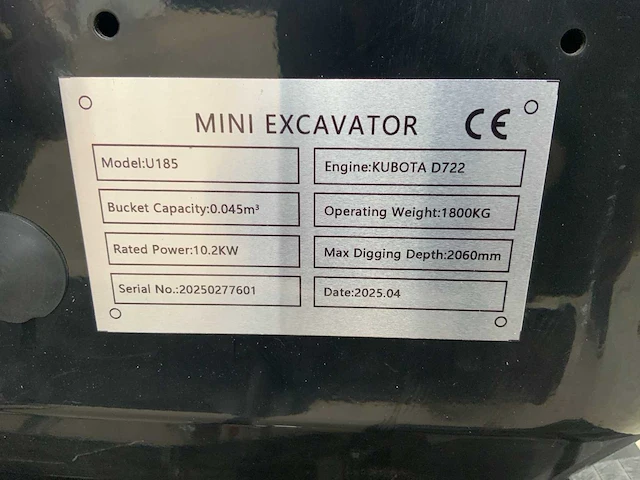 MINI EXCAVATOR CE
Model:U185
Engine:KUBOTA D722
Bucket Capacity:0.045m³
Operating Weight:1800KG
Rated Power:10.2KW
Max Digging Depth:2060mm
Serial No.:20250277601
Date:2025.04